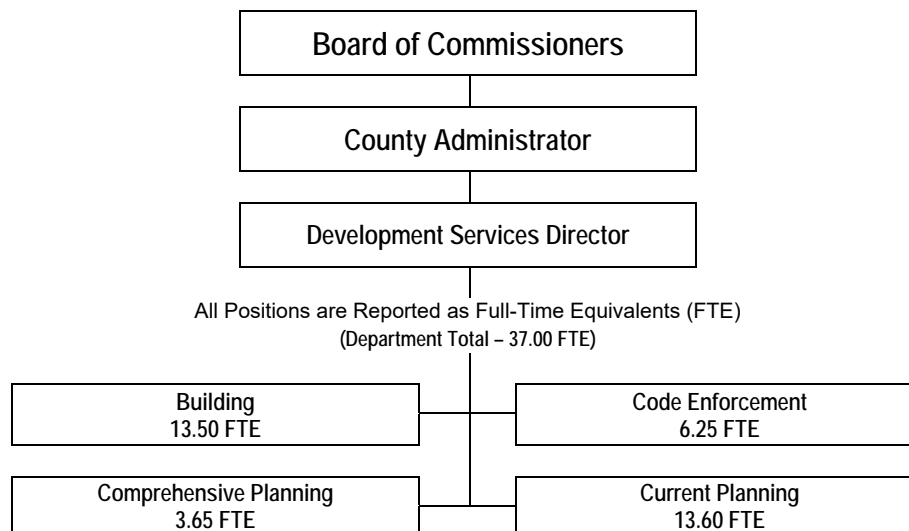 Board of Commissioners
County Administrator
Development Services Director
All Positions are Reported as Full-Time Equivalents (FTE)
(Department Total – 37.00 FTE)
Building
13.50 FTE
Code Enforcement
6.25 FTE
Comprehensive Planning
3.65 FTE
Current Planning
13.60 FTE